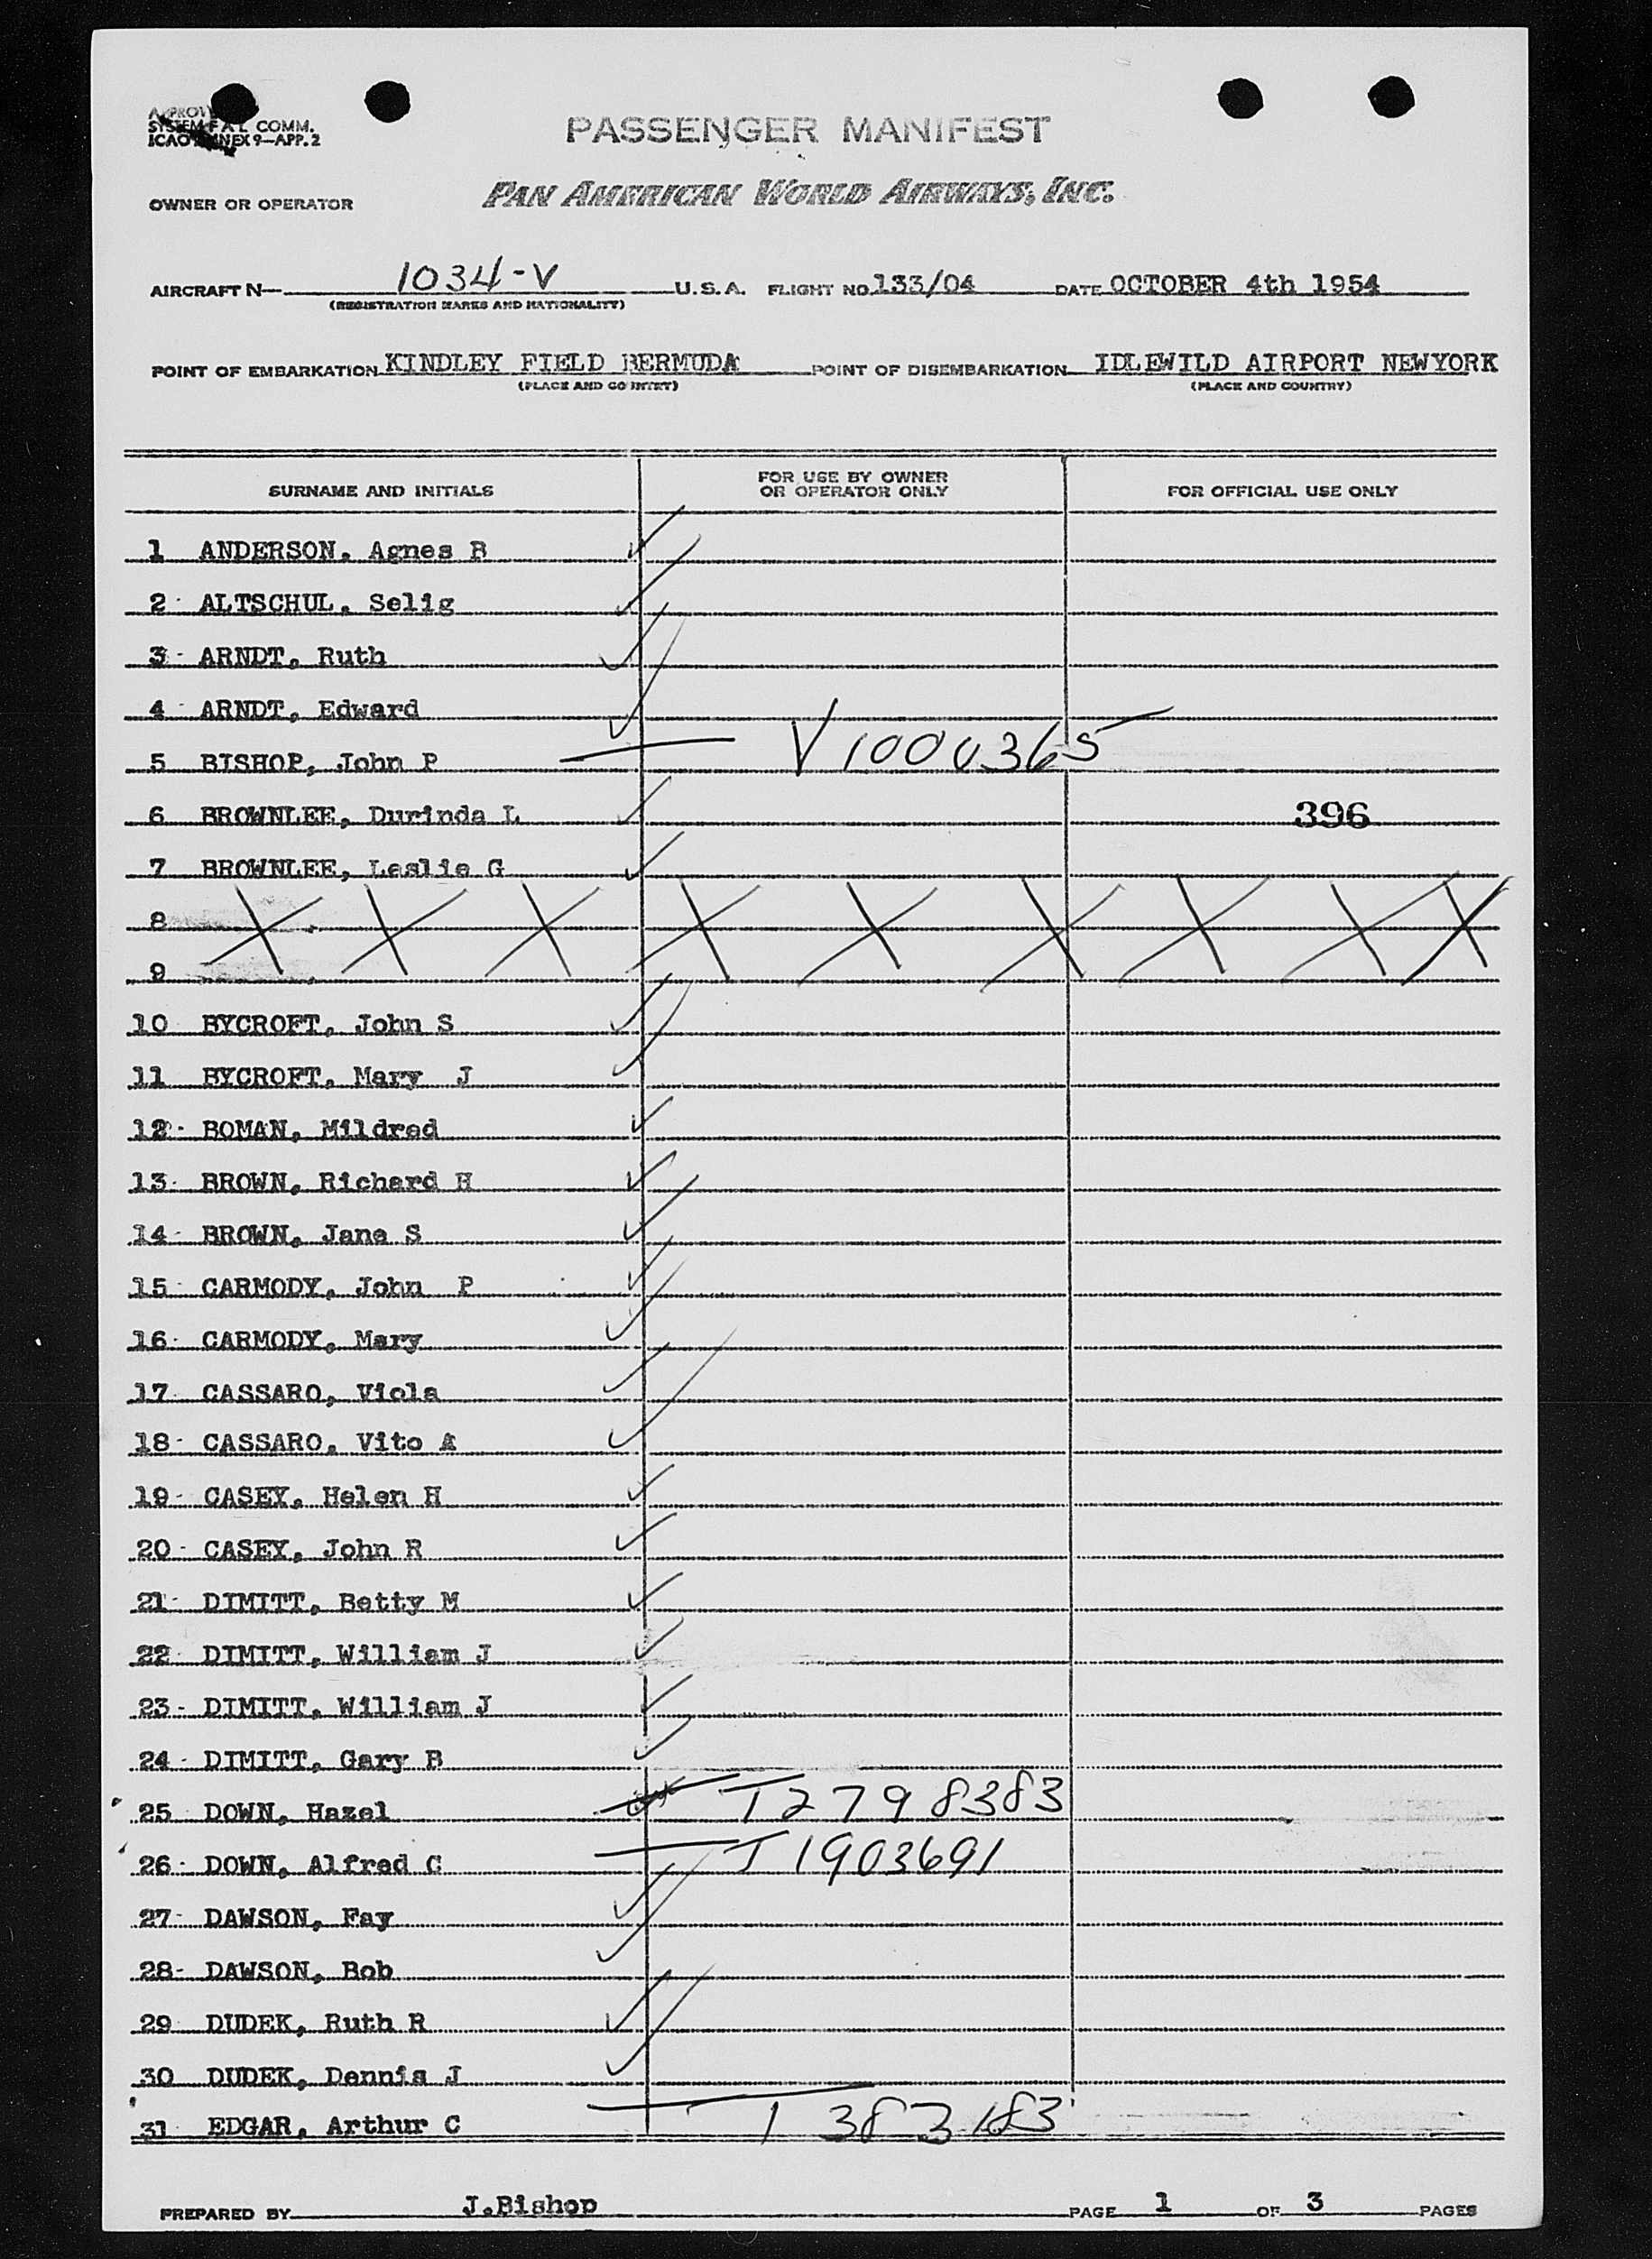 SYSTEM F A L COMM.
ICAO ANNEX 9—APP. 2
PASSENGER MANIFEST
OWNER OR OPERATOR PAN AMERICAN WORLD AIRWAYS, INC.
AIRCRAFT N— 1034-V U.S.A. FLIGHT NO 133/04 DATE OCTOBER 4th 1954
(REGISTRATION MARKS AND NATIONALITY)
POINT OF EMBARKATION KINDLEY FIELD BERMUDA POINT OF DISEMBARKATION IDLEWILD AIRPORT NEWYORK
(PLACE AND COUNTRY) (PLACE AND COUNTRY)
SURNAME AND INITIALS FOR USE BY OWNER OR OPERATOR ONLY FOR OFFICIAL USE ONLY
1 ANDERSON, Agnes B
2 ALTSCHUL, Selig
3 ARNDT, Ruth
4 ARNDT, Edward
5 BISHOP, John P V1000365
6 BROWNLEE, Durinda L 396
7 BROWNLEE, Leslie G
8 X X X X X X X X X
9
10 BYCROFT, John S
11 BYCROFT, Mary J
12 BOMAN, Mildred
13 BROWN, Richard H
14 BROWN, Jane S
15 CARMODY, John P
16 CARMODY, Mary
17 CASSARO, Viola
18 CASSARO, Vito A
19 CASEY, Helen H
20 CASEY, John R
21 DIMITT, Betty M
22 DIMITT, William J
23 DIMITT, William J
24 DIMITT, Gary B
25 DOWN, Hazel I2798383
26 DOWN, Alfred C I1903691
27 DAWSON, Fay
28 DAWSON, Bob
29 DUDEK, Ruth R
30 DUDEK, Dennis J
31 EDGAR, Arthur C
PREPARED BY J.Bishop PAGE 1 OF 3 PAGES